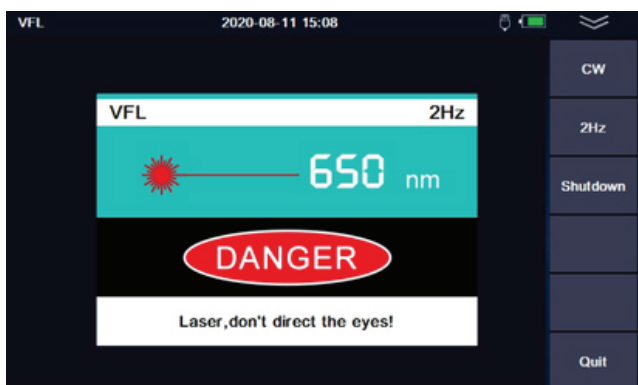 VFL 2020-08-11 15:08
CW
VFL 2Hz
2Hz
650 nm
Shutdown
DANGER
Laser,don't direct the eyes!
Quit